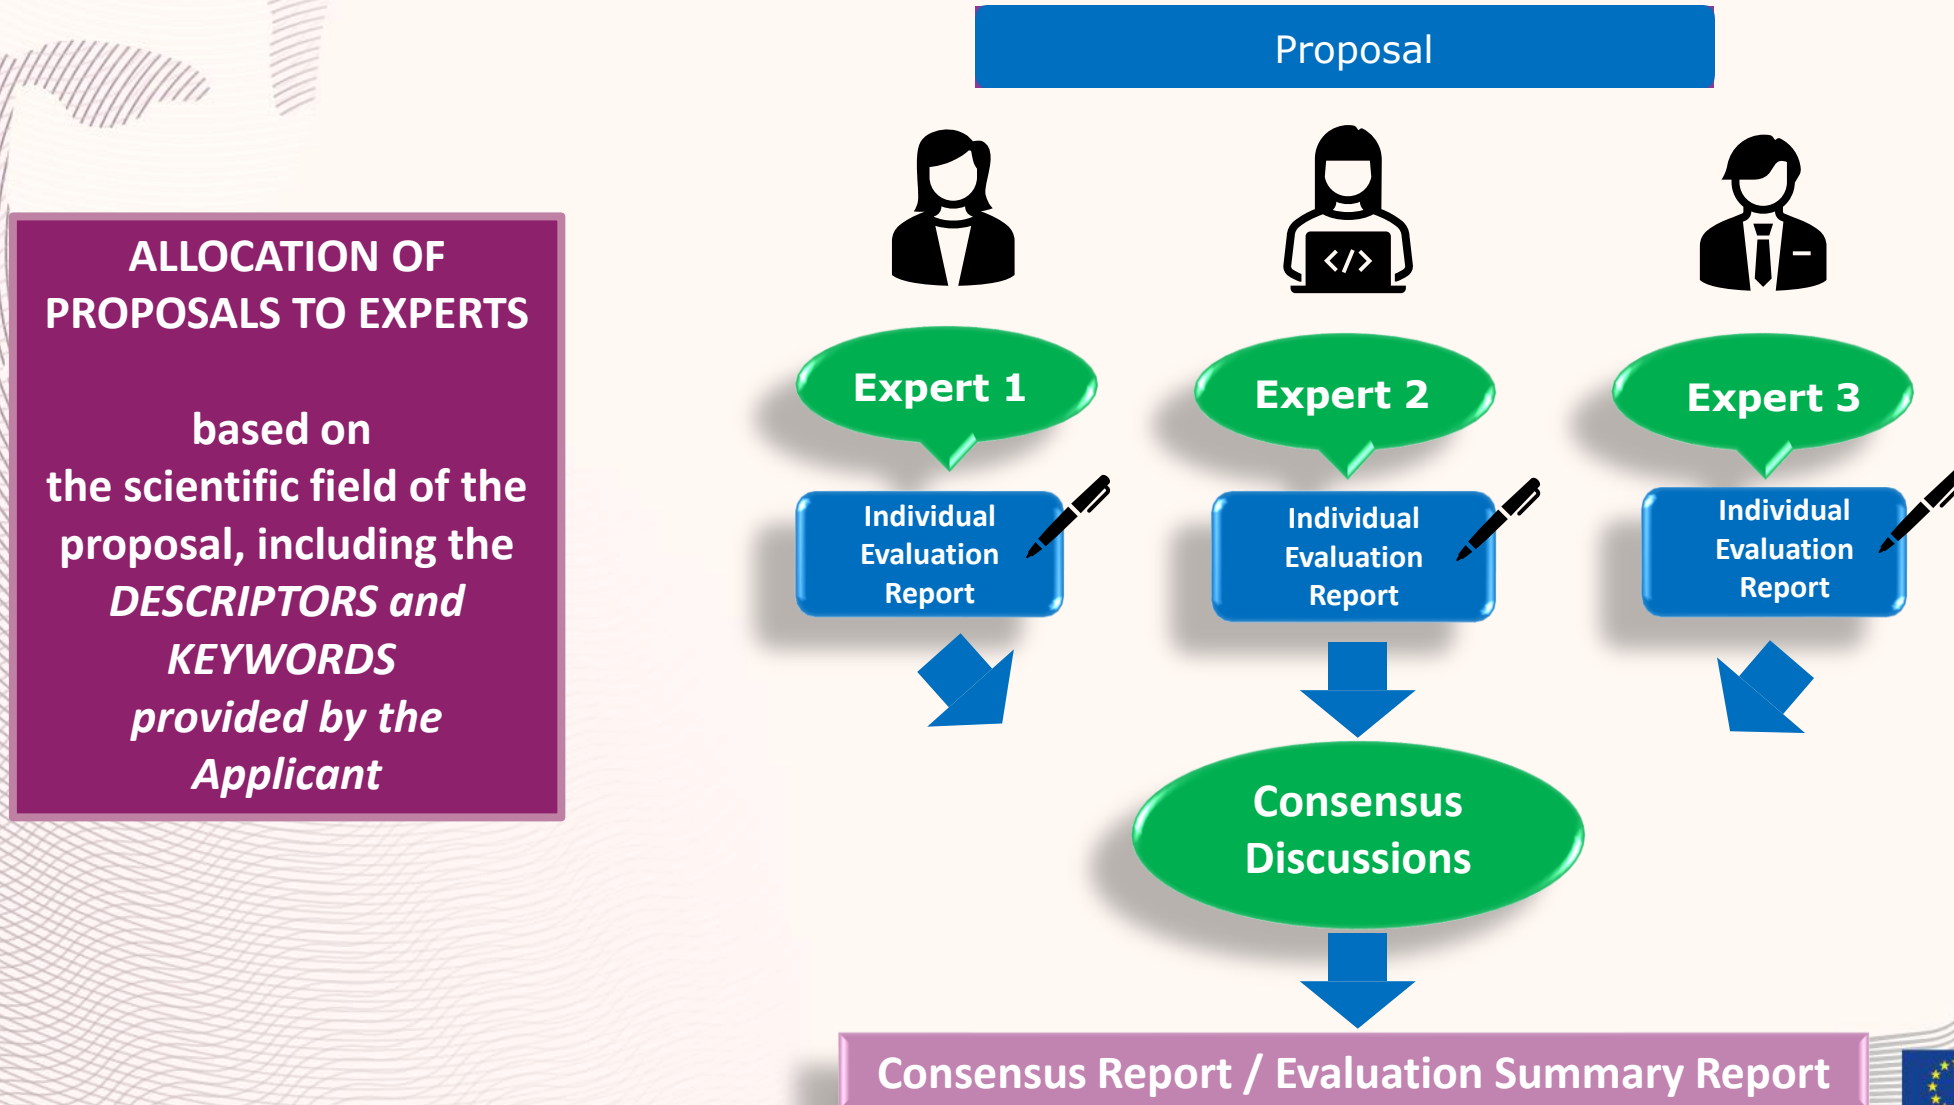 Proposal
ALLOCATION OF
PROPOSALS TO EXPERTS
based on
the scientific field of the
proposal, including the
DESCRIPTORS and
KEYWORDS
provided by the
Applicant
</>
Expert 1
Expert 2
Expert 3
Individual
Evaluation
Report
Individual
Evaluation
Report
Individual
Evaluation
Report
Consensus
Discussions
Consensus Report / Evaluation Summary Report